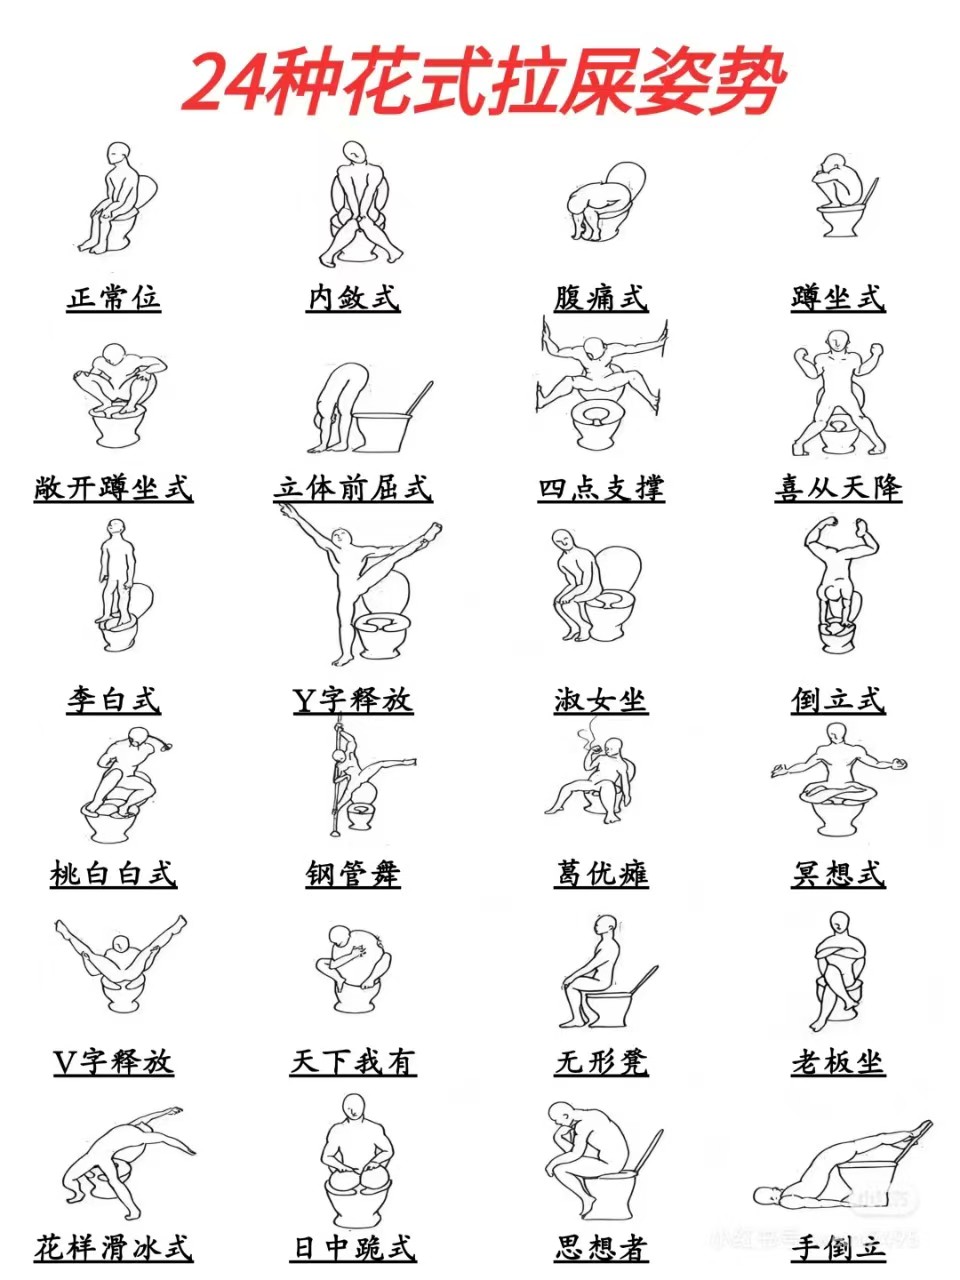 24种花式拉屎姿势
正常位 内敛式 腹痛式 蹲坐式
敞开蹲坐式 立体前屈式 四点支撑 喜从天降
李白式 Y字释放 淑女坐 倒立式
桃白白式 钢管舞 葛优瘫 冥想式
V字释放 天下我有 无形凳 老板坐
花样滑冰式 日中跪式 思想者 手倒立
小红书号